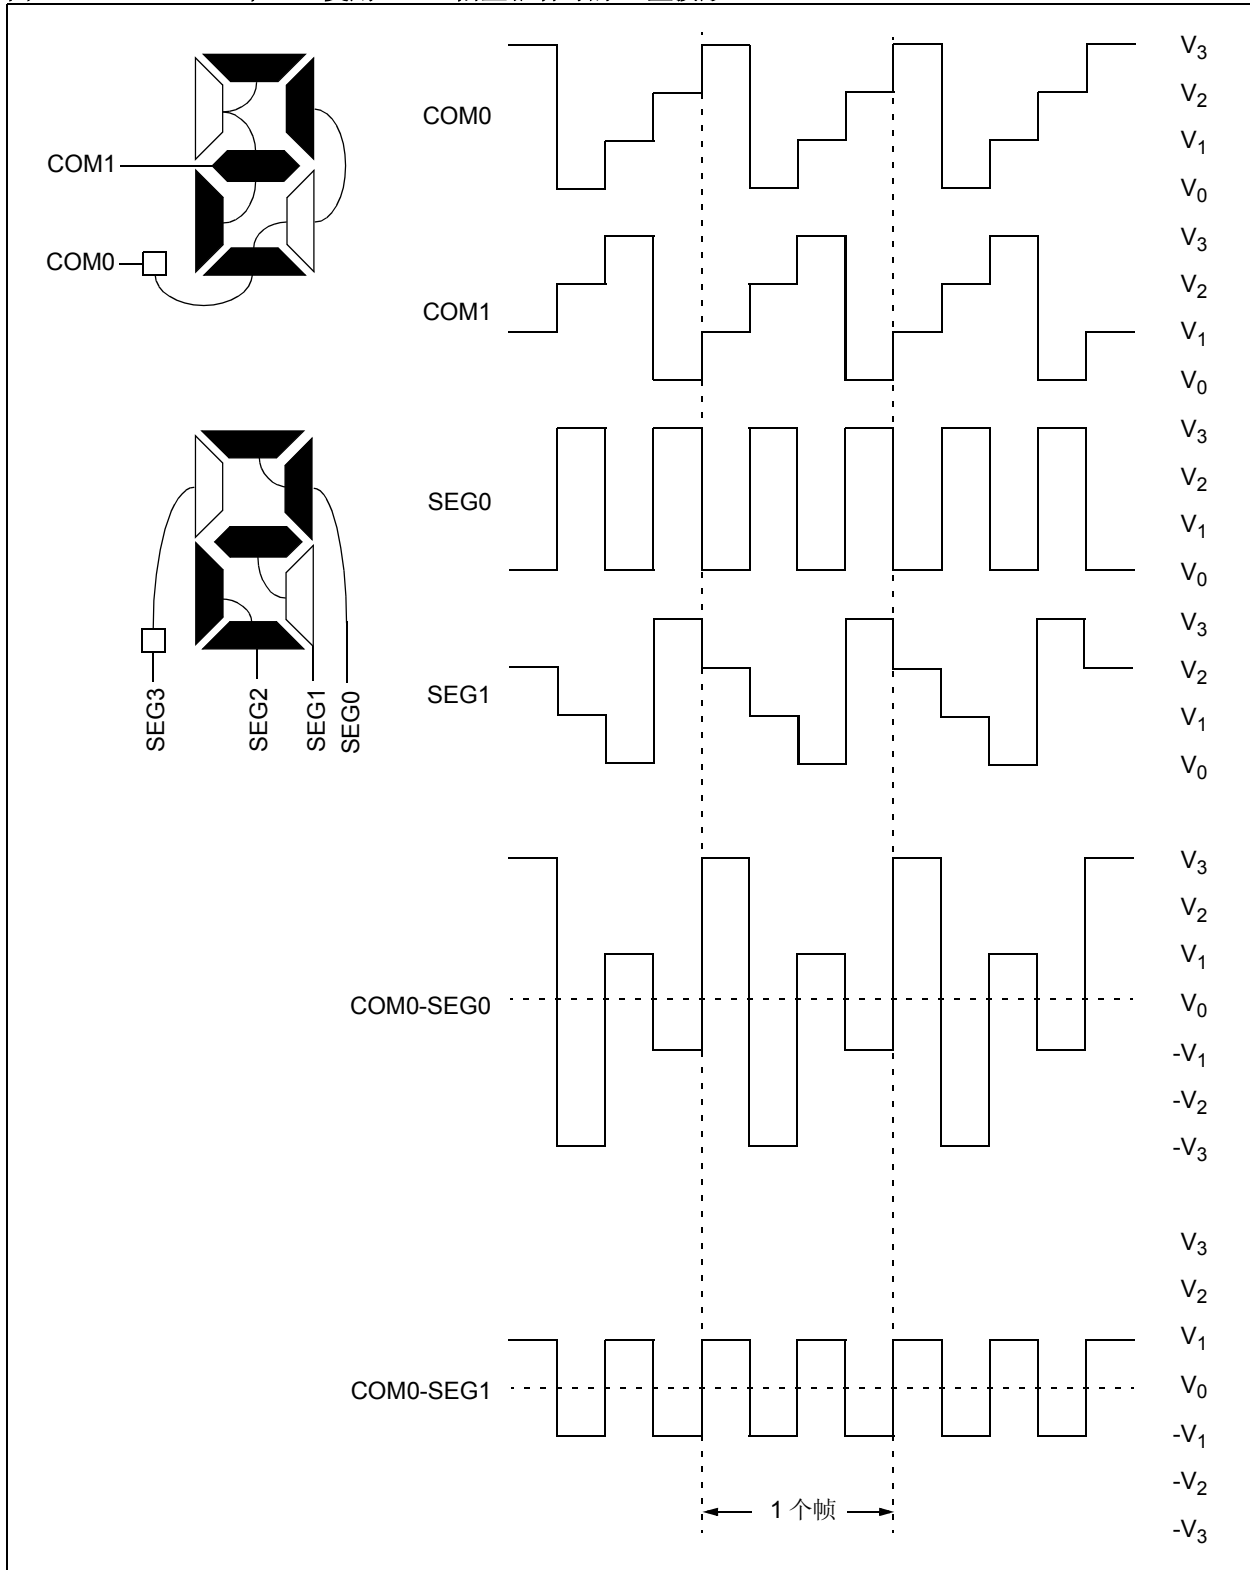 COM1
COM0
SEG3
SEG2
SEG1
SEG0
COM0
V3
V2
V1
V0
COM1
V3
V2
V1
V0
SEG0
V3
V2
V1
V0
SEG1
V3
V2
V1
V0
COM0-SEG0
V3
V2
V1
V0
-V1
-V2
-V3
COM0-SEG1
V3
V2
V1
V0
-V1
-V2
-V3
1 个帧